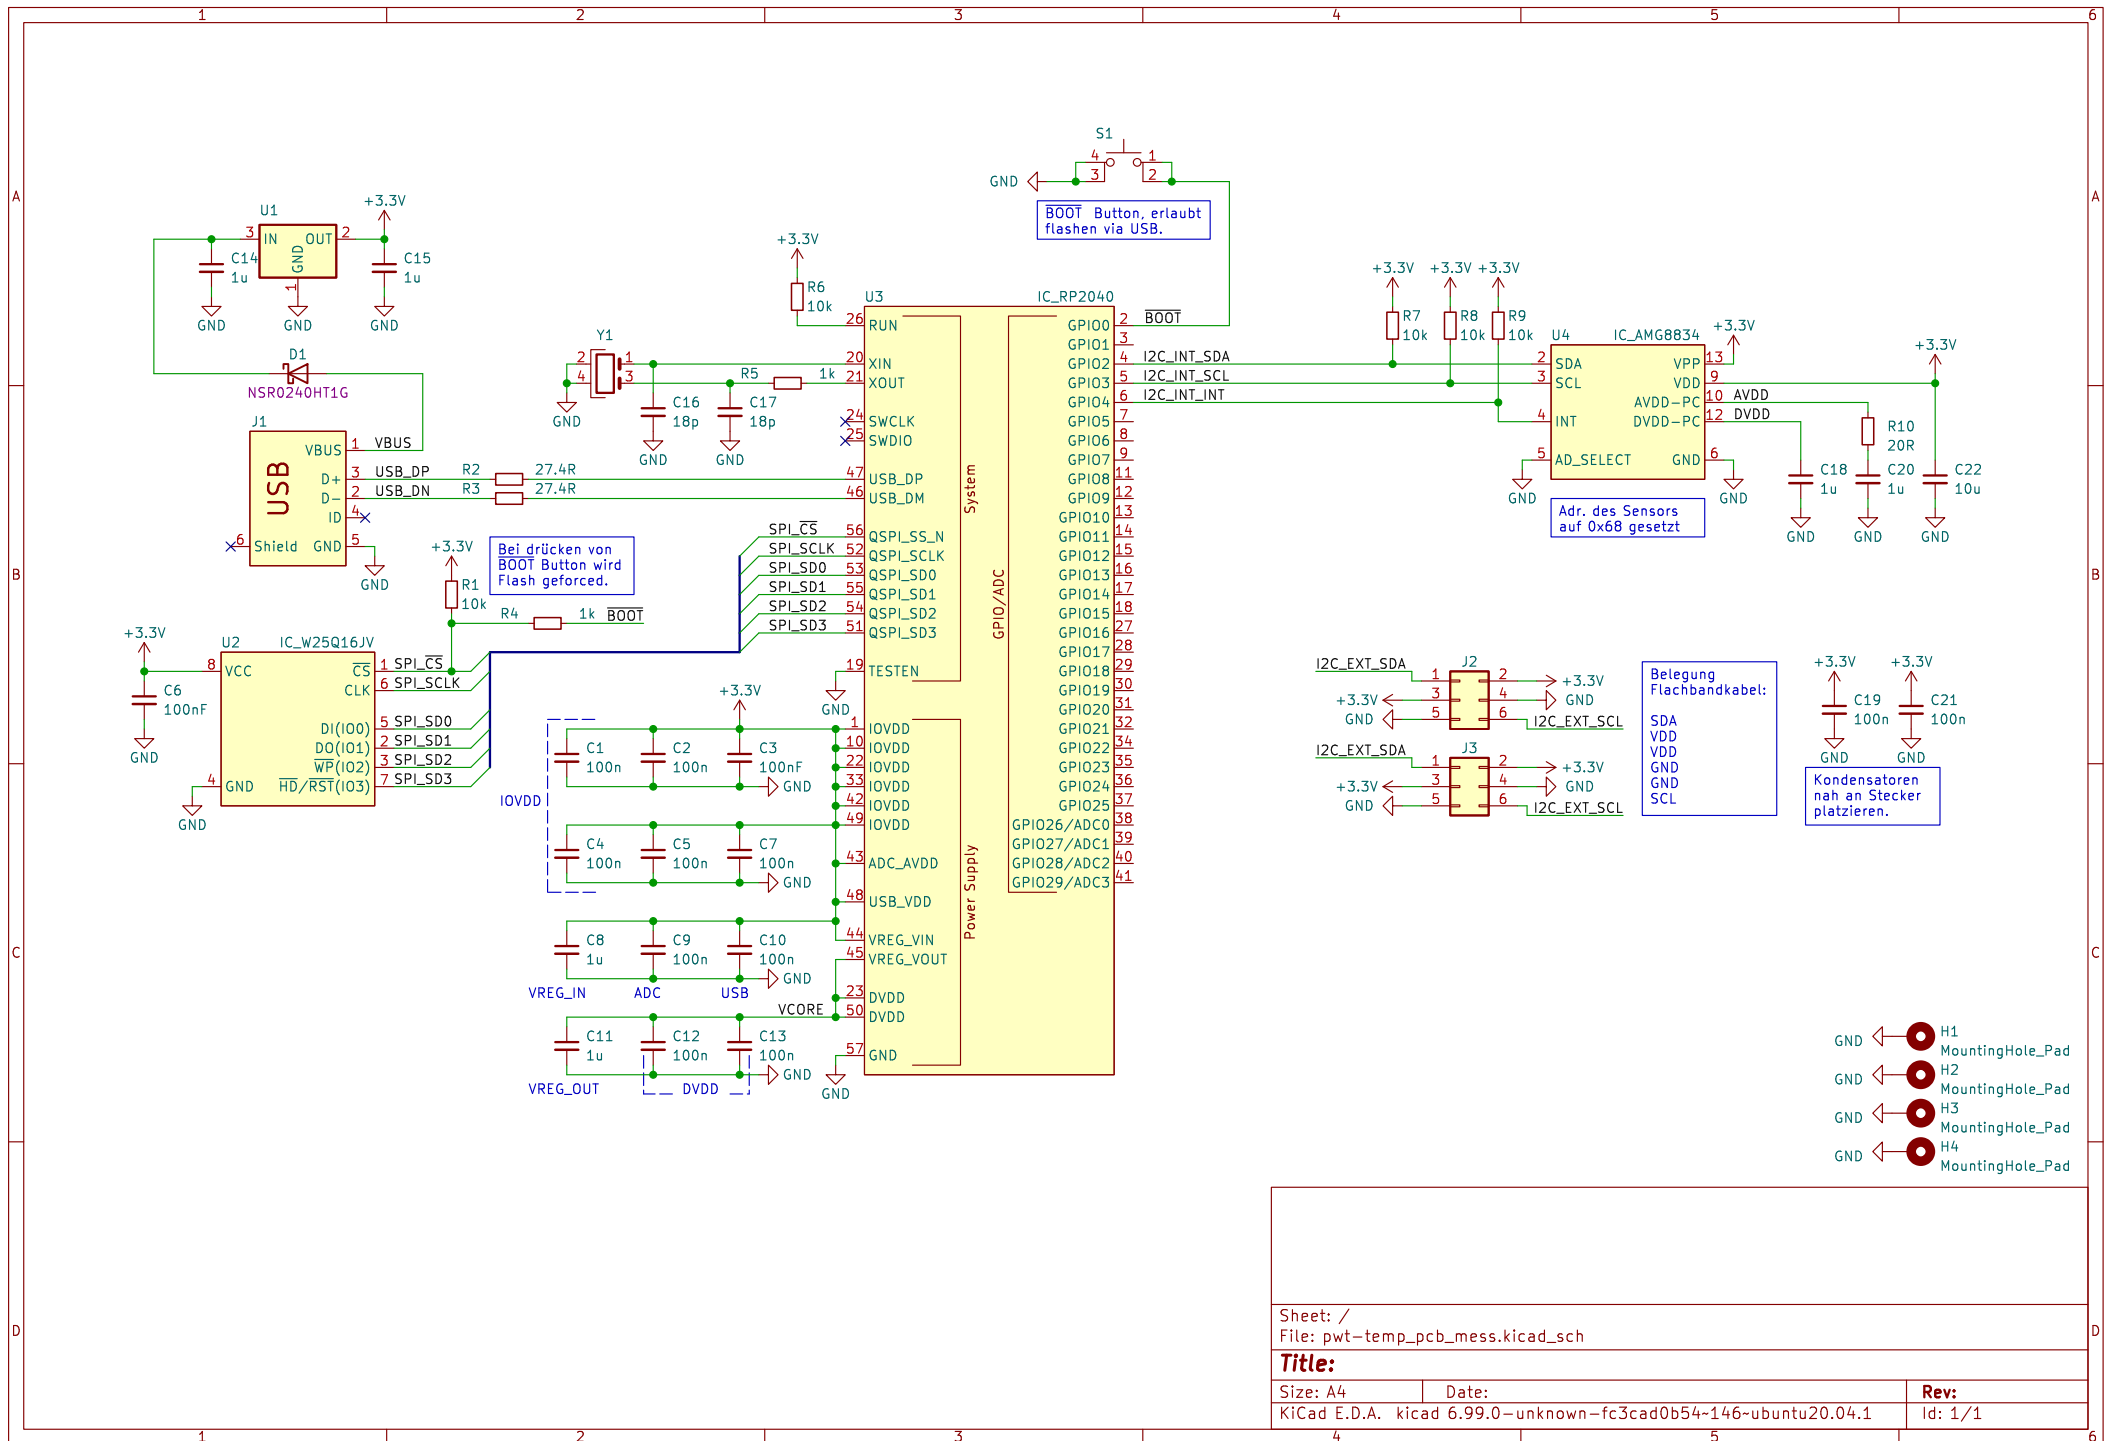 1 2 3 4 5 6
A
B
C
D
A
B
C
D
1 2 3 4 5 6
S1
4 1
3 2
GND
BOOT Button, erlaubt
flashen via USB.
U1
+3.3V
3 IN OUT 2
GND
1
C14
1u
C15
1u
GND
GND
GND
D1
NSR0240HT1G
J1
USB
VBUS 1 VBUS
D+ 3 USB_DP
D- 2 USB_DN
ID 4
6 Shield GND 5
GND
R2 27.4R
R3 27.4R
+3.3V
R6
10k
Y1
2 1
4 3
GND
R5 1k
C16
18p
GND
C17
18p
GND
+3.3V
R1
10k
R4 1k BOOT
Bei drücken von
BOOT Button wird
Flash geforced.
+3.3V
C6
100nF
GND
U2 IC_W25Q16JV
8 VCC CS 1 SPI_CS
CLK 6 SPI_SCLK
DI(IO0) 5 SPI_SD0
DO(IO1) 2 SPI_SD1
WP(IO2) 3 SPI_SD2
4 GND HD/RST(IO3) 7 SPI_SD3
GND
SPI_CS
SPI_SCLK
SPI_SD0
SPI_SD1
SPI_SD2
SPI_SD3
U3 IC_RP2040
26 RUN
20 XIN
21 XOUT
24 SWCLK
25 SWDIO
47 USB_DP
46 USB_DM
56 QSPI_SS_N
52 QSPI_SCLK
53 QSPI_SD0
55 QSPI_SD1
54 QSPI_SD2
51 QSPI_SD3
19 TESTEN
GND
1 IOVDD
10 IOVDD
22 IOVDD
33 IOVDD
42 IOVDD
49 IOVDD
43 ADC_AVDD
48 USB_VDD
44 VREG_VIN
45 VREG_VOUT
23 DVDD
50 DVDD
57 GND
GND
System
Power Supply
GPIO/ADC
GPIO0 2 BOOT
GPIO1 3
GPIO2 4 I2C_INT_SDA
GPIO3 5 I2C_INT_SCL
GPIO4 6 I2C_INT_INT
GPIO5 7
GPIO6 8
GPIO7 9
GPIO8 11
GPIO9 12
GPIO10 13
GPIO11 14
GPIO12 15
GPIO13 16
GPIO14 17
GPIO15 18
GPIO16 27
GPIO17 28
GPIO18 29
GPIO19 30
GPIO20 31
GPIO21 32
GPIO22 34
GPIO23 35
GPIO24 36
GPIO25 37
GPIO26/ADC0 38
GPIO27/ADC1 39
GPIO28/ADC2 40
GPIO29/ADC3 41
+3.3V
C1
100n
C2
100n
C3
100nF
GND
IOVDD
C4
100n
C5
100n
C7
100n
GND
C8
1u
C9
100n
C10
100n
GND
VREG_IN ADC USB
VCORE
C11
1u
C12
100n
C13
100n
GND
VREG_OUT DVDD
+3.3V +3.3V +3.3V
R7
10k
R8
10k
R9
10k
U4 IC_AMG8834
2 SDA VPP 13
3 SCL VDD 9
AVDD-PC 10 AVDD
4 INT DVDD-PC 12 DVDD
5 AD_SELECT GND 6
GND
GND
+3.3V
+3.3V
R10
20R
C18
1u
C20
1u
C22
10u
GND GND GND
Adr. des Sensors
auf 0x68 gesetzt
J2
I2C_EXT_SDA 1 2 +3.3V
+3.3V 3 4 GND
GND 5 6 I2C_EXT_SCL
J3
I2C_EXT_SDA 1 2 +3.3V
+3.3V 3 4 GND
GND 5 6 I2C_EXT_SCL
Belegung
Flachbandkabel:
SDA
VDD
VDD
GND
GND
SCL
+3.3V +3.3V
C19
100n
C21
100n
GND GND
Kondensatoren
nah an Stecker
platzieren.
GND H1
MountingHole_Pad
GND H2
MountingHole_Pad
GND H3
MountingHole_Pad
GND H4
MountingHole_Pad
Sheet: /
File: pwt-temp_pcb_mess.kicad_sch
Title:
Size: A4 Date: Rev:
KiCad E.D.A. kicad 6.99.0-unknown-fc3cad0b54~146~ubuntu20.04.1 Id: 1/1